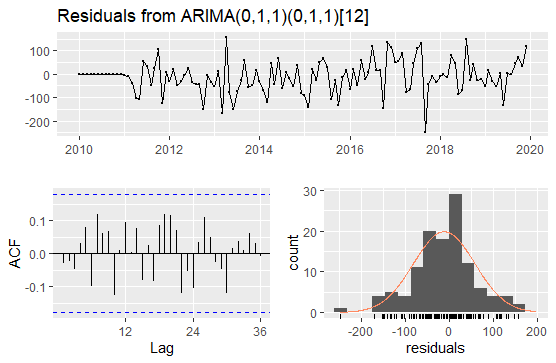 Residuals from ARIMA(0,1,1)(0,1,1)[12]
100
0
-100
-200
2010 2012 2014 2016 2018 2020
ACF
0.1
0.0
-0.1
12 24 36
Lag
count
30
20
10
0
-200 -100 0 100 200
residuals